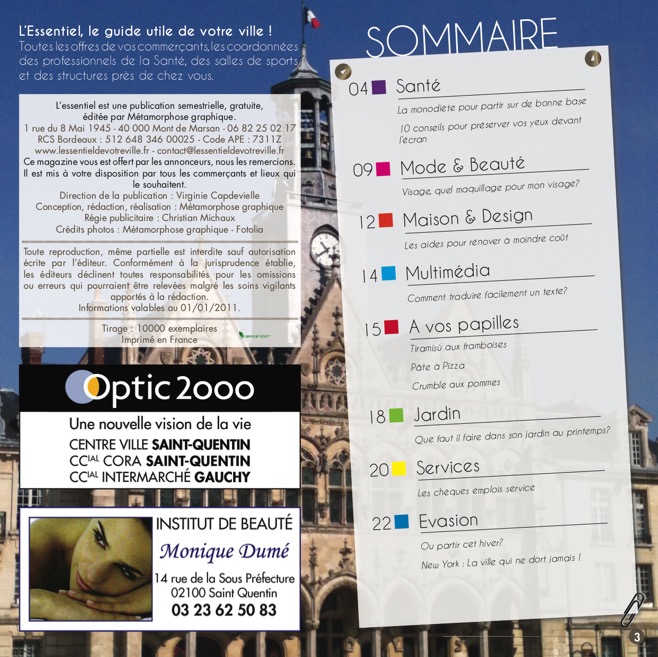 L'Essentiel, le guide utile de votre ville !
Toutes les offres de vos commerçants, les coordonnées
des professionnels de la Santé, des salles de sports
et des structures près de chez vous.
L'essentiel est une publication semestrielle, gratuite,
éditée par Métamorphose graphique.
1 rue du 8 Mai 1945 - 40 000 Mont de Marsan - 06 82 25 02 17
RCS Bordeaux : 512 648 346 00025 - Code APE : 7311Z
www.lessentieldevotreville.fr - contact@lessentieldevotreville.fr
Ce magazine vous est offert par les annonceurs, nous les remercions.
Il est mis à votre disposition par tous les commerçants et lieux qui
le souhaitent.
Direction de la publication : Virginie Capdevielle
Conception, rédaction, réalisation : Métamorphose graphique
Régie publicitaire : Christian Michaux
Crédits photos : Métamorphose graphique - Fotolia
Toute reproduction, même partielle est interdite sauf autorisation
écrite par l'éditeur. Conformément à la jurisprudence établie,
les éditeurs déclinent toutes responsabilités pour les omissions
ou erreurs qui pourraient être relevées malgré les soins vigilants
apportés à la rédaction.
Informations valables au 01/01/2011.
Tirage : 10000 exemplaires
Imprimé en France
IMPRIM'VERT
Optic 2000
Une nouvelle vision de la vie
CENTRE VILLE SAINT-QUENTIN
CCIAL CORA SAINT-QUENTIN
CCIAL INTERMARCHÉ GAUCHY
INSTITUT DE BEAUTÉ
Monique Dumé
14 rue de la Sous Préfecture
02100 Saint Quentin
03 23 62 50 83
SOMMAIRE
04 Santé
La monodiète pour partir sur de bonne base
10 conseils pour préserver vos yeux devant
l'écran
09 Mode & Beauté
Visage, quel maquillage pour mon visage?
12 Maison & Design
Les aides pour rénover à moindre coût
14 Multimédia
Comment traduire facilement un texte?
15 A vos papilles
Tiramisù aux framboises
Pâte à Pizza
Crumble aux pommes
18 Jardin
Que faut il faire dans son jardin au printemps?
20 Services
Les chèques emplois service
22 Evasion
Ou partir cet hiver?
New York : La ville qui ne dort jamais !
3